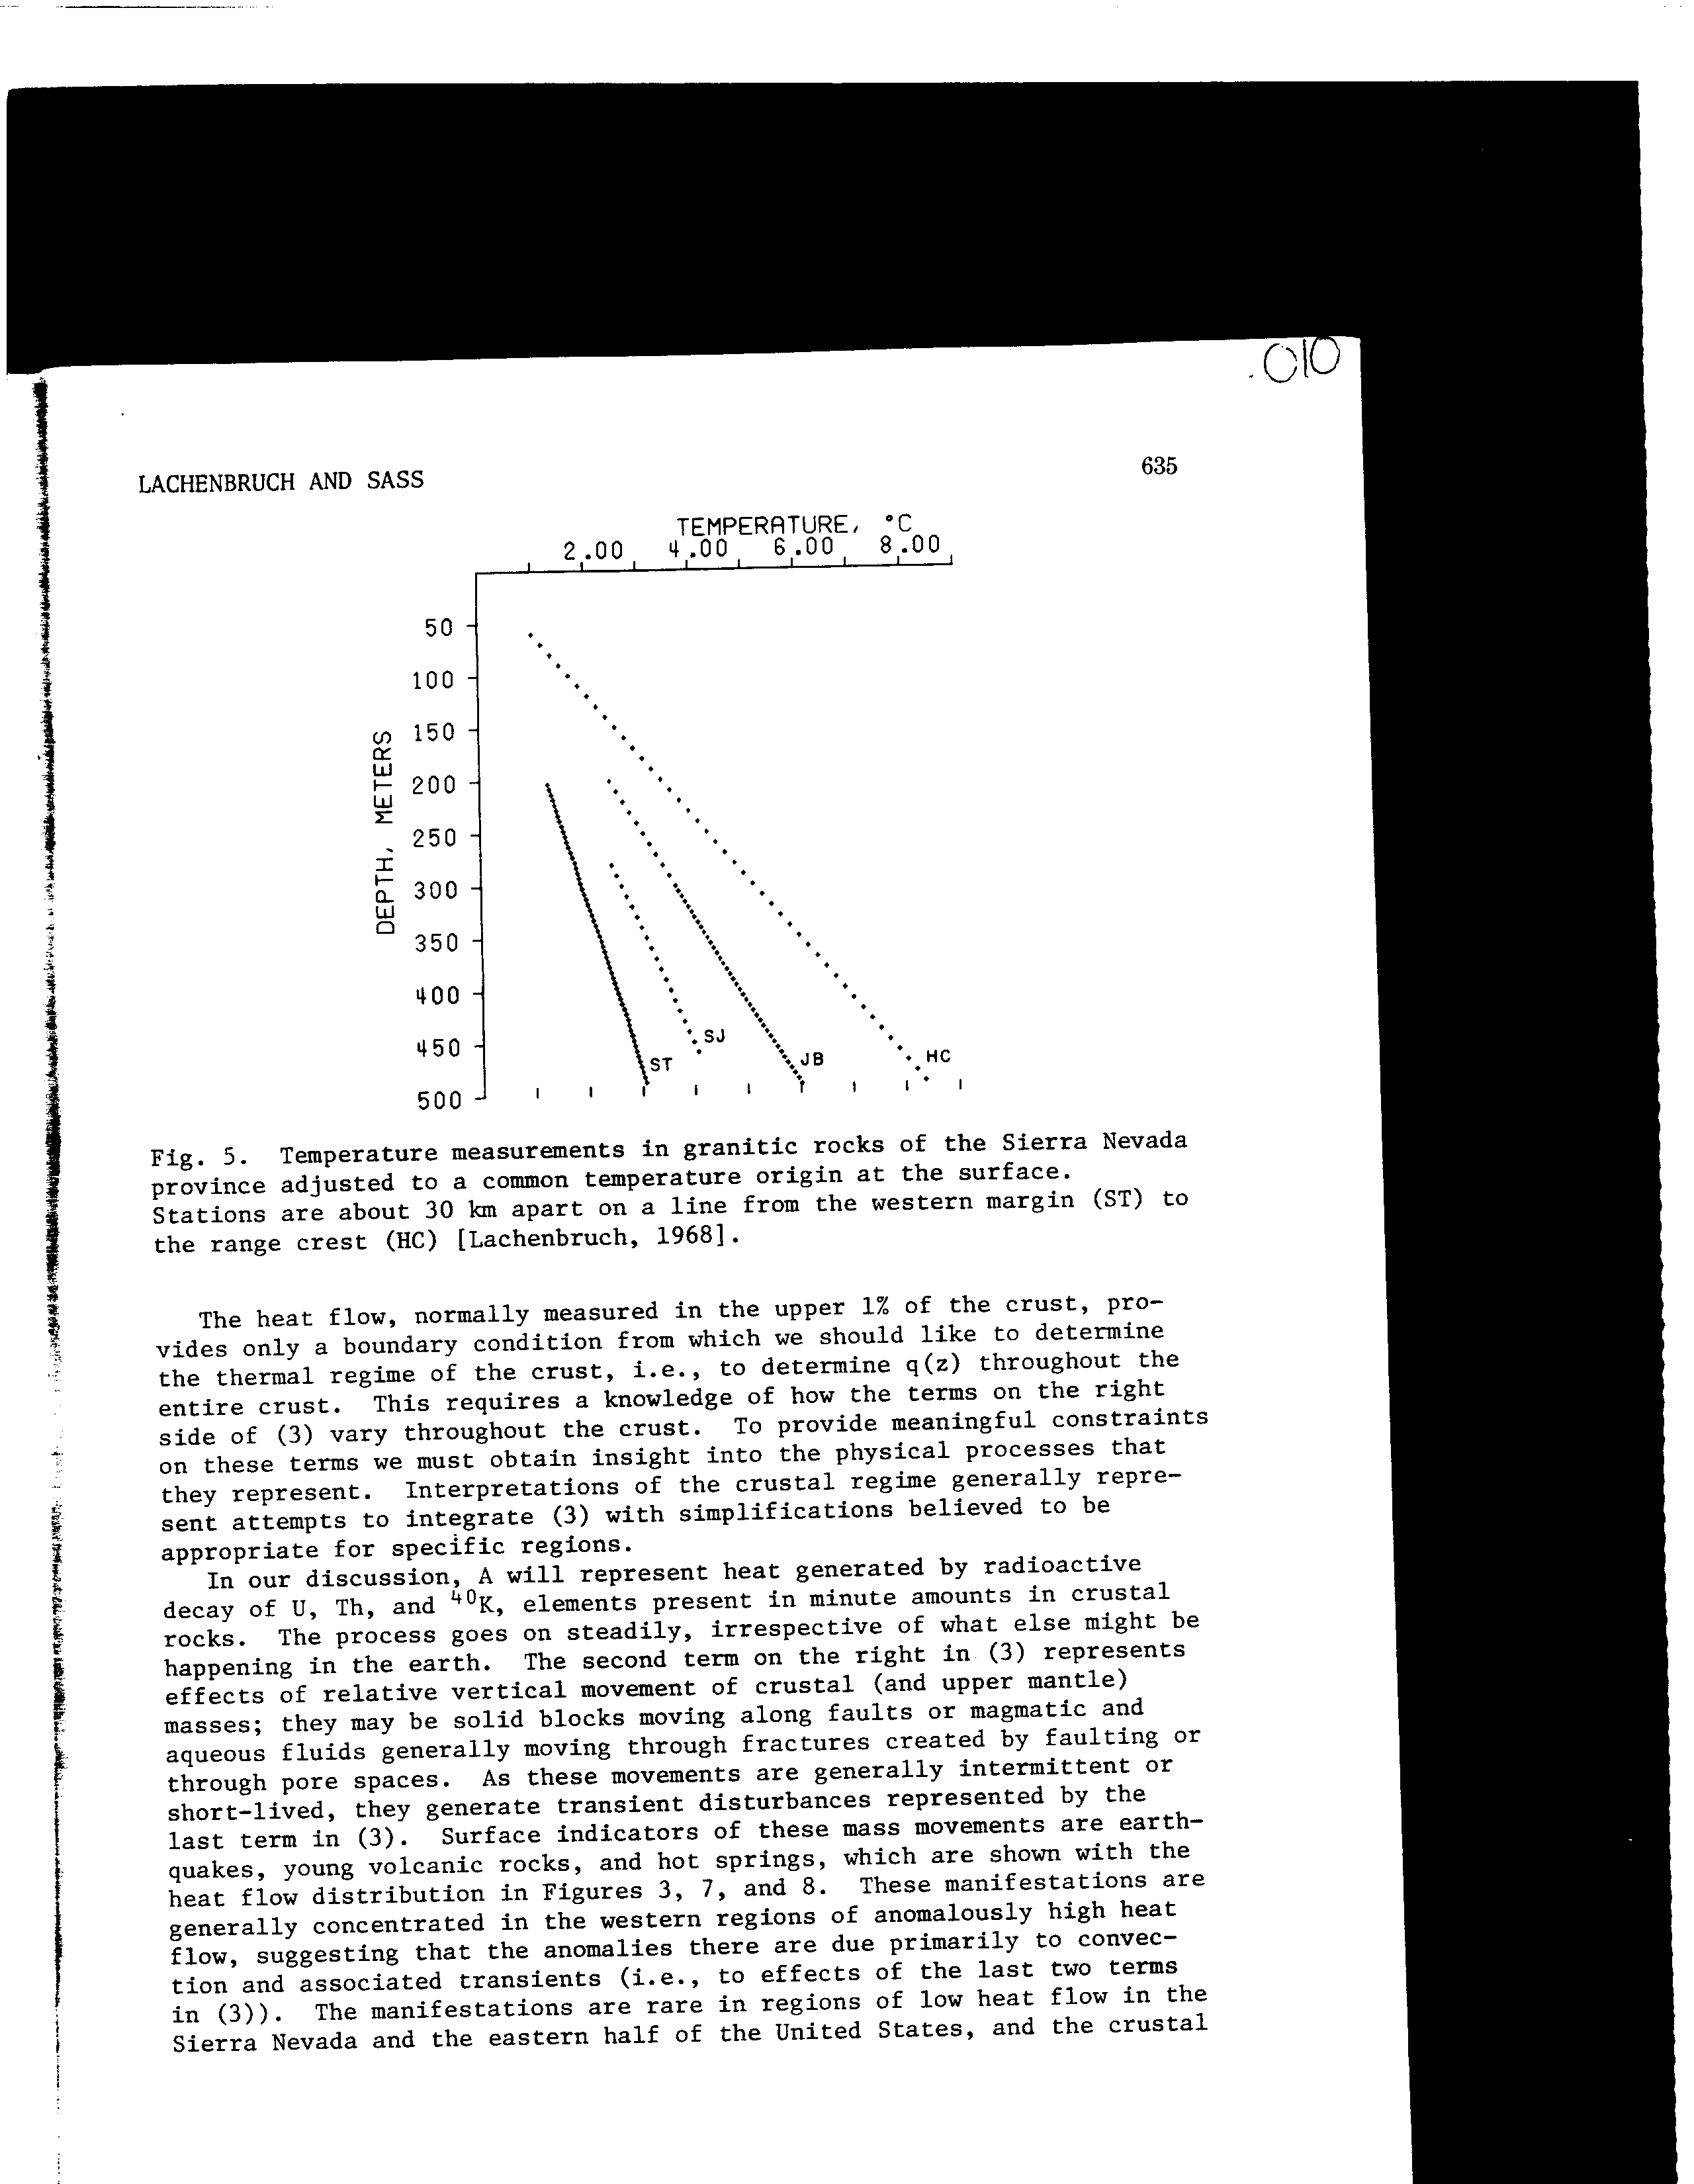 .010
LACHENBRUCH AND SASS 635
TEMPERATURE, °C
2.00 4.00 6.00 8.00
50
100
150
200
250
300
350
400
450
500
DEPTH, METERS
ST
SJ
JB
HC
Fig. 5. Temperature measurements in granitic rocks of the Sierra Nevada
province adjusted to a common temperature origin at the surface.
Stations are about 30 km apart on a line from the western margin (ST) to
the range crest (HC) [Lachenbruch, 1968].
The heat flow, normally measured in the upper 1% of the crust, pro-
vides only a boundary condition from which we should like to determine
the thermal regime of the crust, i.e., to determine q(z) throughout the
entire crust. This requires a knowledge of how the terms on the right
side of (3) vary throughout the crust. To provide meaningful constraints
on these terms we must obtain insight into the physical processes that
they represent. Interpretations of the crustal regime generally repre-
sent attempts to integrate (3) with simplifications believed to be
appropriate for specific regions.
In our discussion, A will represent heat generated by radioactive
decay of U, Th, and ⁴⁰K, elements present in minute amounts in crustal
rocks. The process goes on steadily, irrespective of what else might be
happening in the earth. The second term on the right in (3) represents
effects of relative vertical movement of crustal (and upper mantle)
masses; they may be solid blocks moving along faults or magmatic and
aqueous fluids generally moving through fractures created by faulting or
through pore spaces. As these movements are generally intermittent or
short-lived, they generate transient disturbances represented by the
last term in (3). Surface indicators of these mass movements are earth-
quakes, young volcanic rocks, and hot springs, which are shown with the
heat flow distribution in Figures 3, 7, and 8. These manifestations are
generally concentrated in the western regions of anomalously high heat
flow, suggesting that the anomalies there are due primarily to convec-
tion and associated transients (i.e., to effects of the last two terms
in (3)). The manifestations are rare in regions of low heat flow in the
Sierra Nevada and the eastern half of the United States, and the crustal